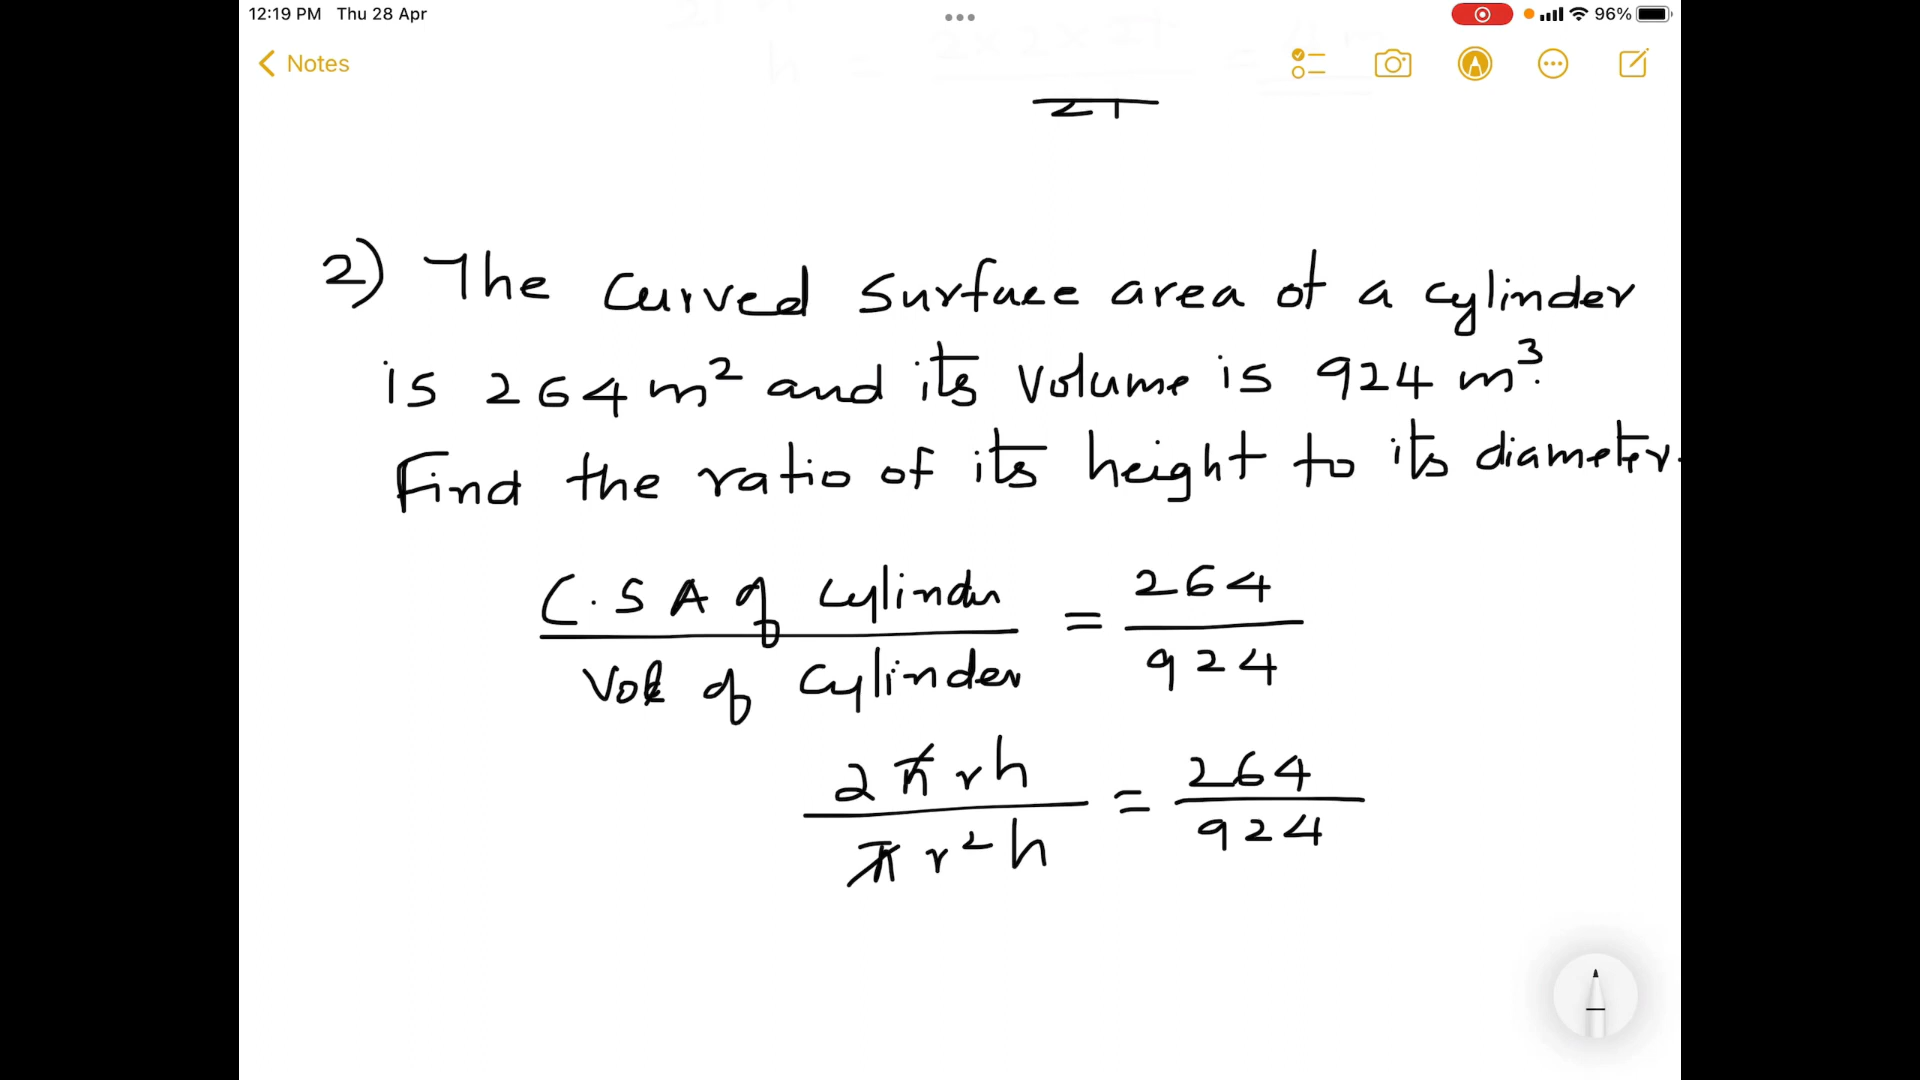 12:19 PM Thu 28 Apr
96%
Notes
2) The curved surface area of a cylinder
is 264 m² and its volume is 924 m³.
Find the ratio of its height to its diameter.
C.S A of cylinder / Vol of cylinder = 264 / 924
2πrh / πr²h = 264 / 924